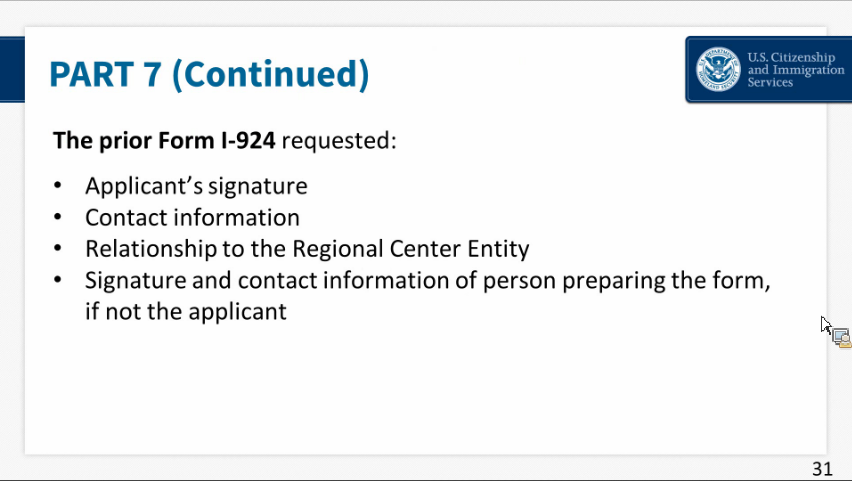 PART 7 (Continued)
U.S. Citizenship
and Immigration
Services
The prior Form I-924 requested:
• Applicant’s signature
• Contact information
• Relationship to the Regional Center Entity
• Signature and contact information of person preparing the form,
if not the applicant
31